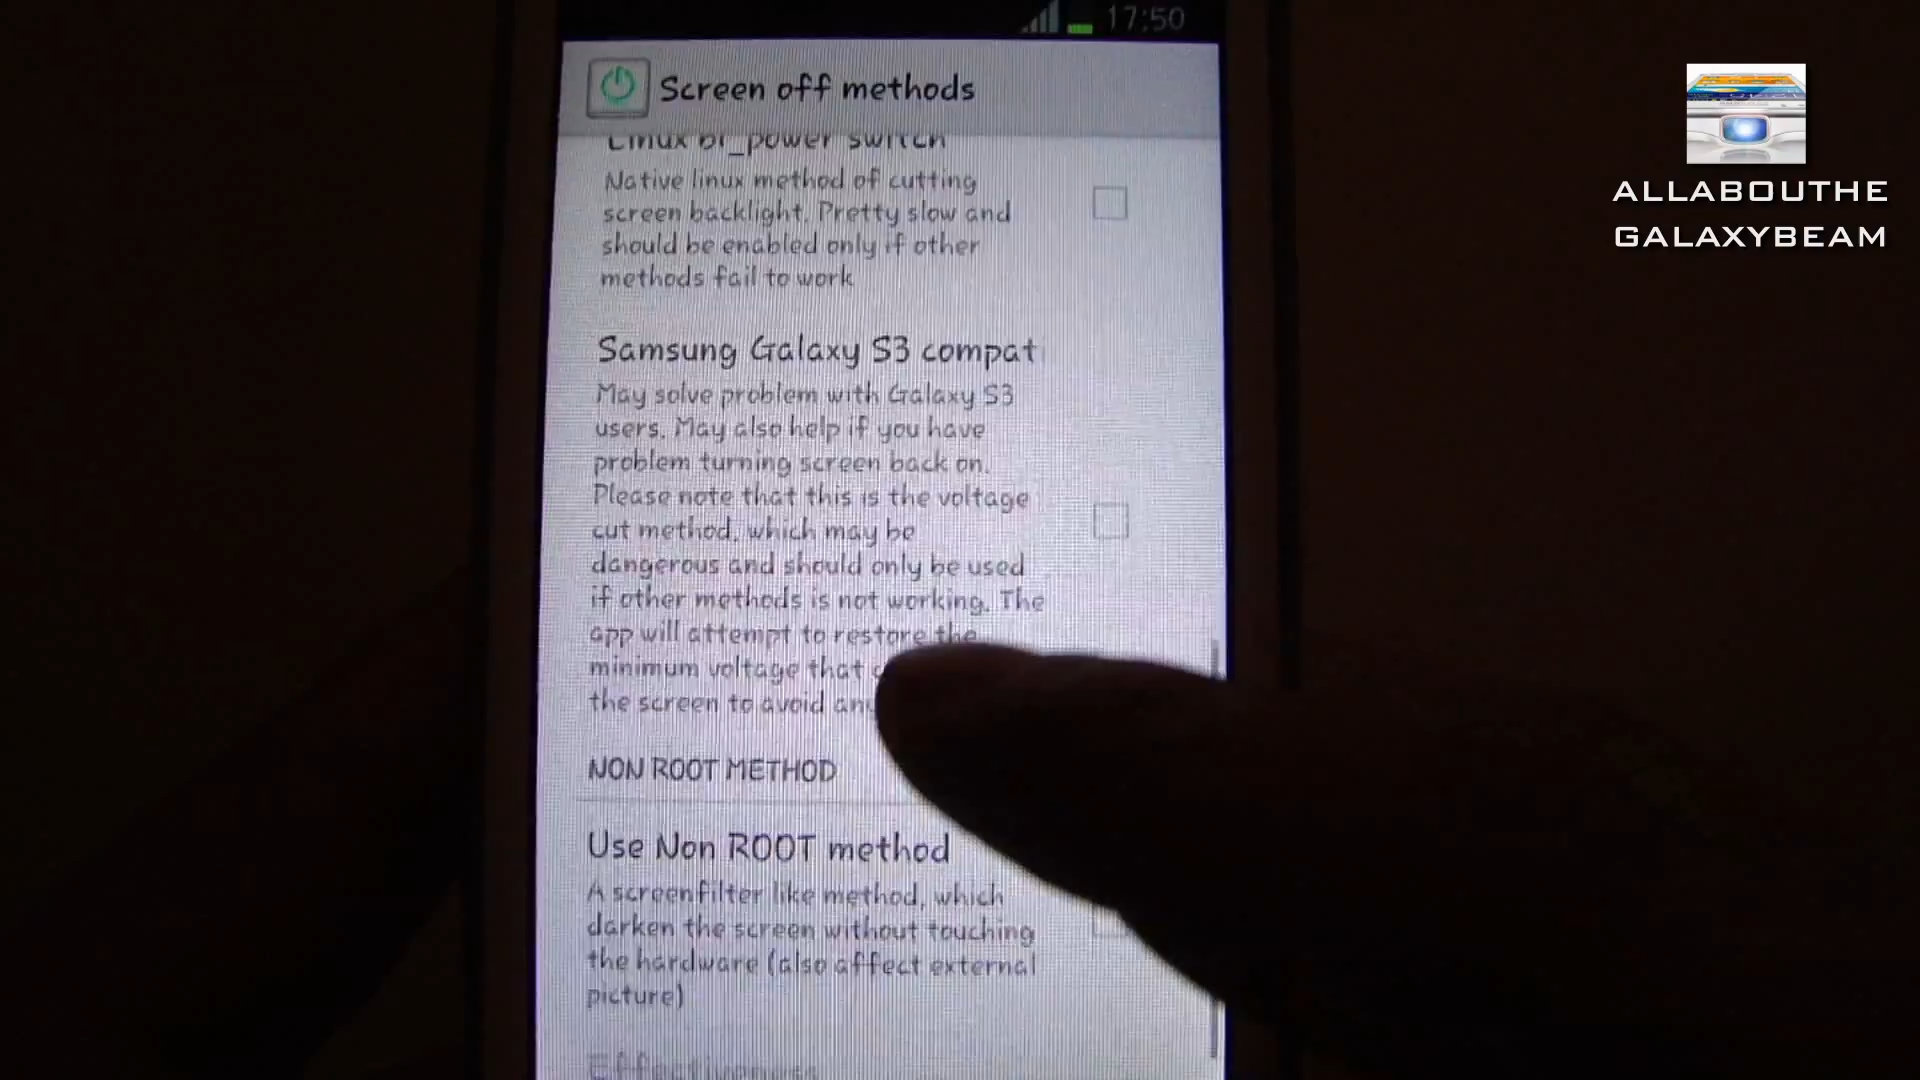 17:50
Screen off methods
Linux bl_power switch
Native linux method of cutting
screen backlight. Pretty slow and
should be enabled only if other
methods fail to work
Samsung Galaxy S3 compat
May solve problem with Galaxy S3
users. May also help if you have
problem turning screen back on.
Please note that this is the voltage
cut method, which may be
dangerous and should only be used
if other methods is not working. The
app will attempt to restore the
minimum voltage that
the screen to avoid any
NON ROOT METHOD
Use Non ROOT method
A screenfilter like method, which
darken the screen without touching
the hardware (also affect external
picture)
Effectiveness
ALLABOUTHE
GALAXYBEAM